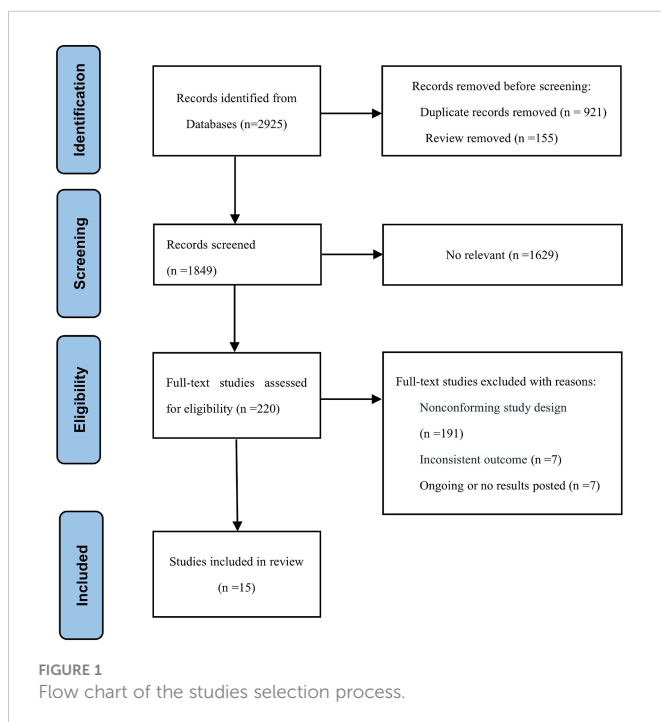 Identification
Records identified from
Databases (n=2925)
Records removed before screening:
Duplicate records removed (n = 921)
Review removed (n =155)
Screening
Records screened
(n =1849)
No relevant (n =1629)
Eligibility
Full-text studies assessed
for eligibility (n =220)
Full-text studies excluded with reasons:
Nonconforming study design
(n =191)
Inconsistent outcome (n =7)
Ongoing or no results posted (n =7)
Included
Studies included in review
(n =15)
FIGURE 1
Flow chart of the studies selection process.